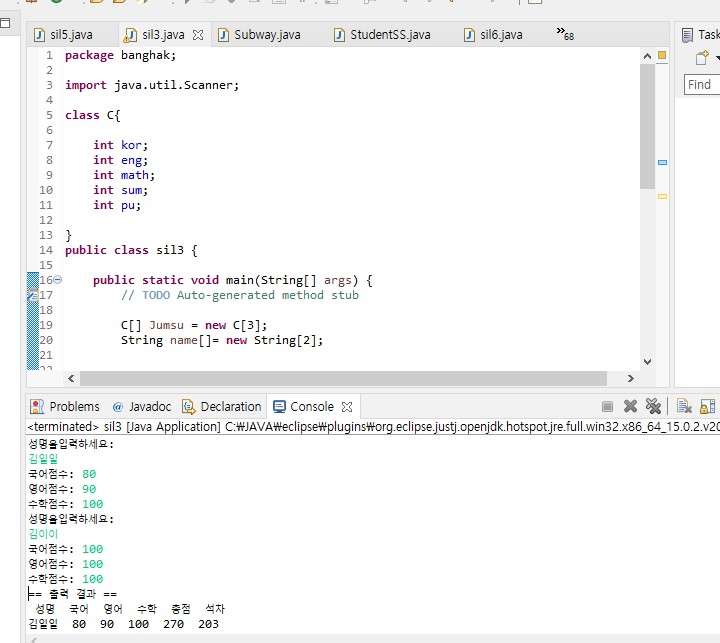 sil5.java sil3.java Subway.java StudentSS.java sil6.java »68 Task
1 package banghak;
2
3 import java.util.Scanner;
4
5 class C{
6
7 int kor;
8 int eng;
9 int math;
10 int sum;
11 int pu;
12
13 }
14 public class sil3 {
15
16 public static void main(String[] args) {
17 // TODO Auto-generated method stub
18
19 C[] Jumsu = new C[3];
20 String name[]= new String[2];
21
22
Find
Problems @ Javadoc Declaration Console
<terminated> sil3 [Java Application] C:₩JAVA₩eclipse₩plugins₩org.eclipse.justj.openjdk.hotspot.jre.full.win32.x86_64_15.0.2.v20
성명을입력하세요:
김일일
국어점수: 80
영어점수: 90
수학점수: 100
성명을입력하세요:
김이이
국어점수: 100
영어점수: 100
수학점수: 100
== 출력 결과 ==
성명 국어 영어 수학 총점 석차
김일일 80 90 100 270 203